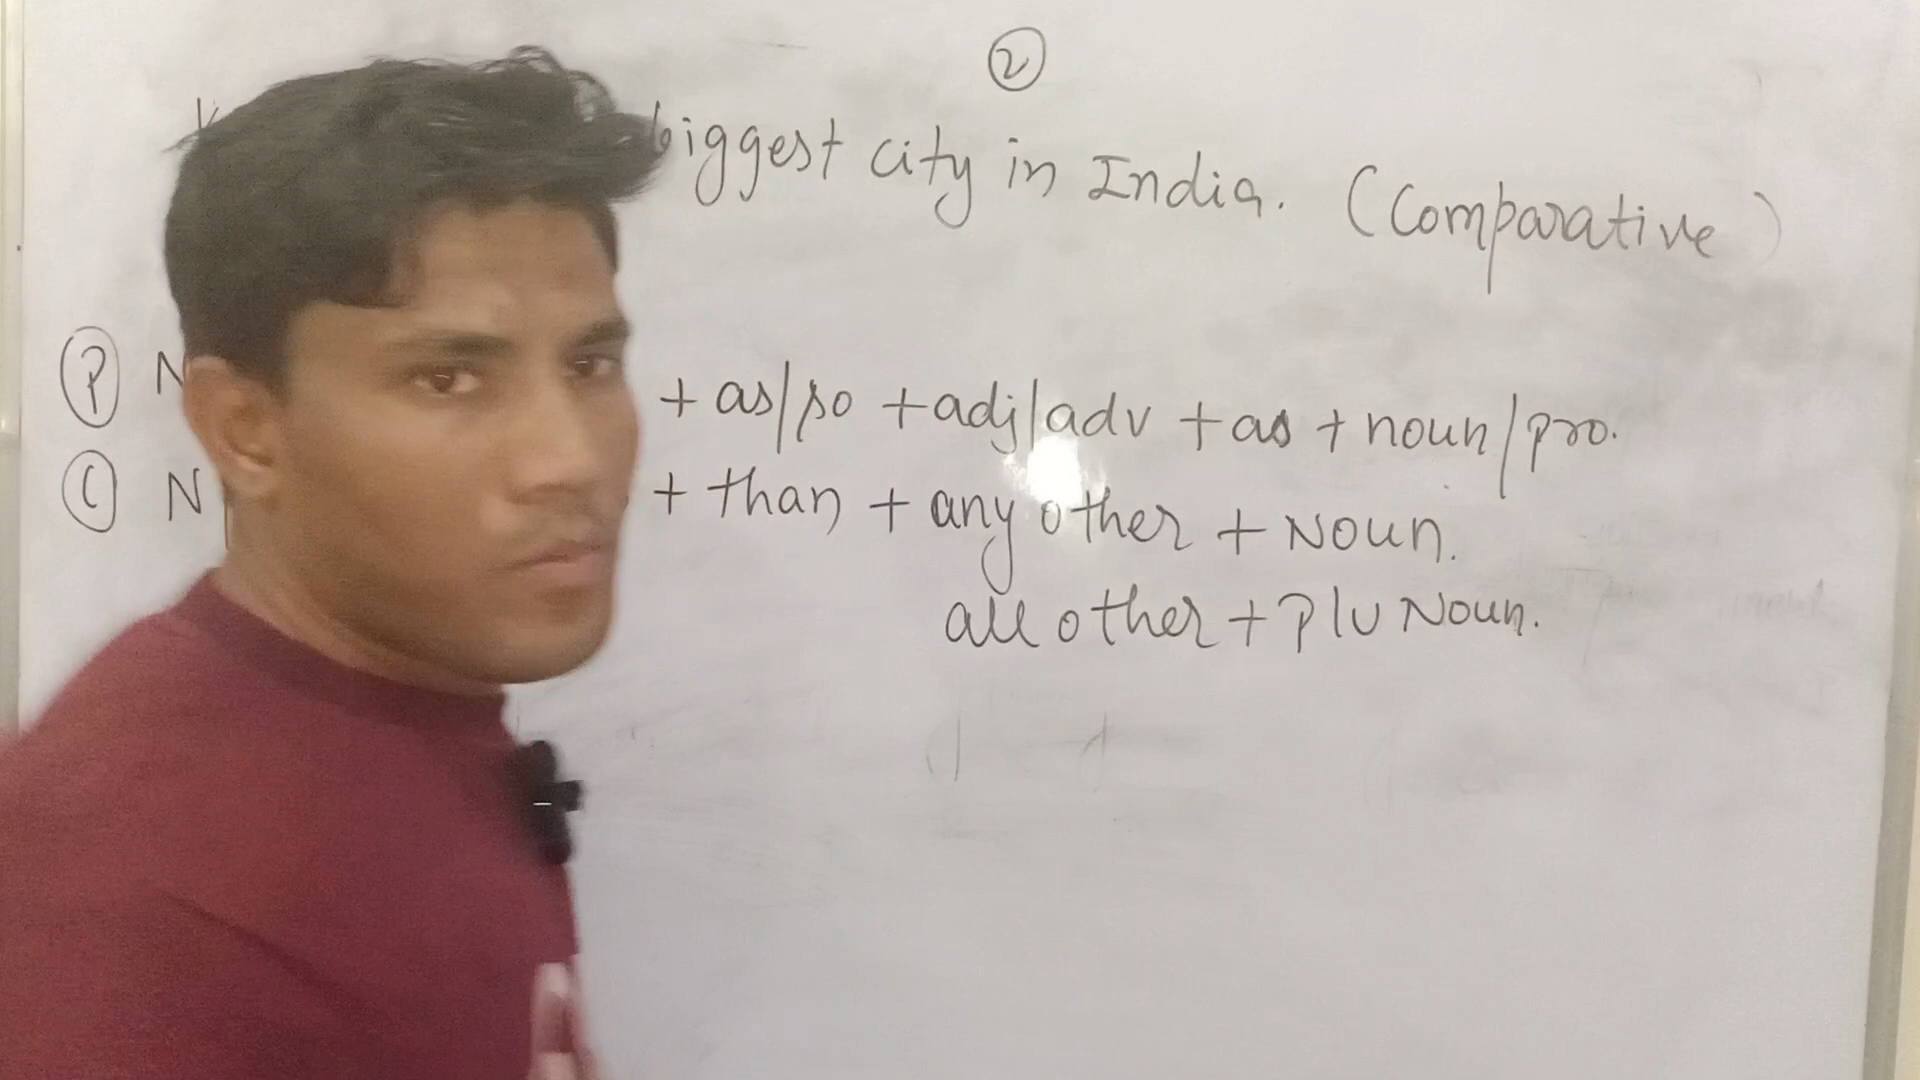 ②
biggest city in India. (Comparative)
Ⓟ N + as/so + adj/adv + as + noun/pro.
Ⓒ N + than + any other + Noun.
all other + Plu Noun.